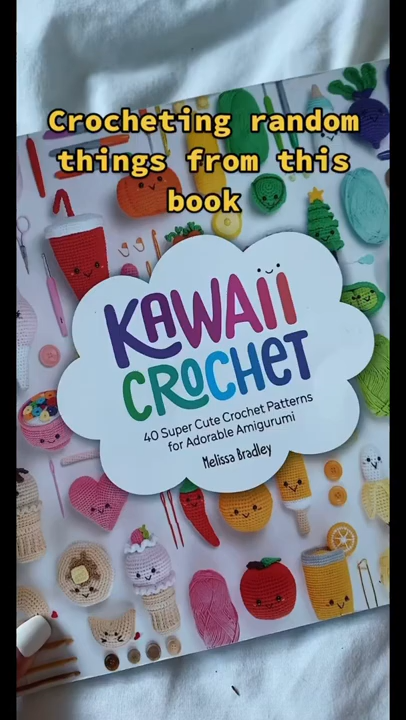 Crocheting random
things from this
book
KAWAii
CROCHET
40 Super Cute Crochet Patterns
for Adorable Amigurumi
Melissa Bradley